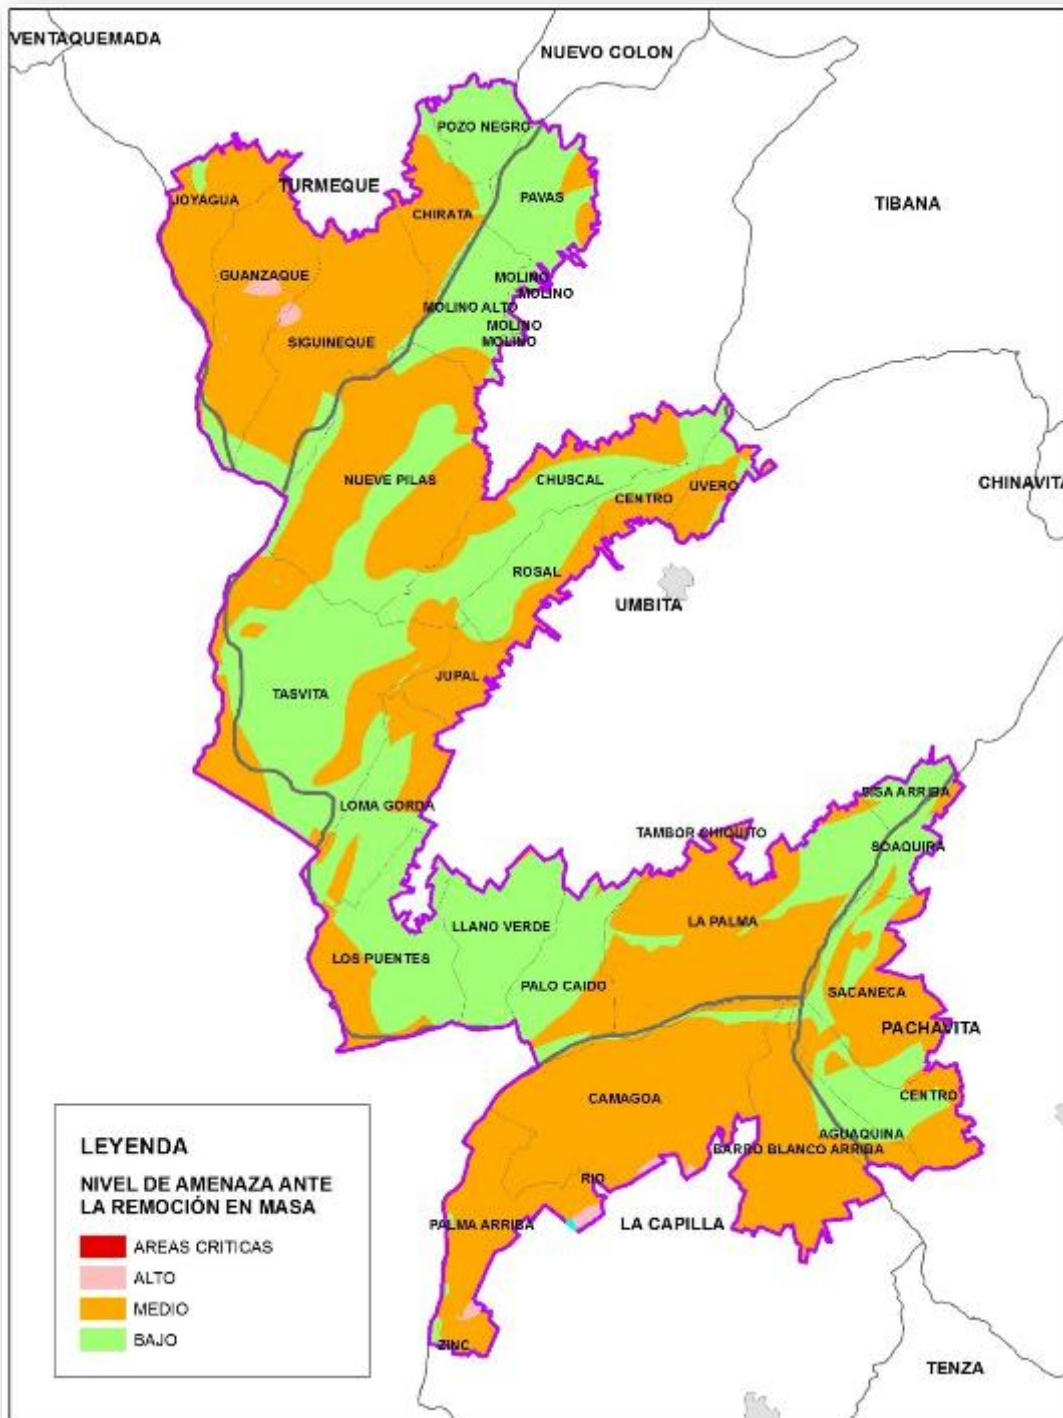 VENTAQUEMADA
NUEVO COLON
POZO NEGRO
TURMEQUE
JOYAGUA
PAVAS
TIBANA
CHIRATA
GUANZAQUE
MOLINO
MOLINO
MOLINO ALTO
MOLINO
SIGUINEQUE
MOLINO
NUEVE PILAS
CHUSCAL
UVERO
CHINAVITA
CENTRO
ROSAL
UMBITA
JUPAL
TASVITA
SISA ARRIBA
LOMA GORDA
TAMBOR CHIQUITO
SOAQUIRA
LLANO VERDE
LA PALMA
LOS PUENTES
PALO CAIDO
SACANECA
PACHAVITA
CAMAGOA
CENTRO
AGUAQUINA
BARRO BLANCO ARRIBA
RIO
PALMA ARRIBA
LA CAPILLA
ZINC
TENZA
LEYENDA
NIVEL DE AMENAZA ANTE
LA REMOCIÓN EN MASA
AREAS CRITICAS
ALTO
MEDIO
BAJO